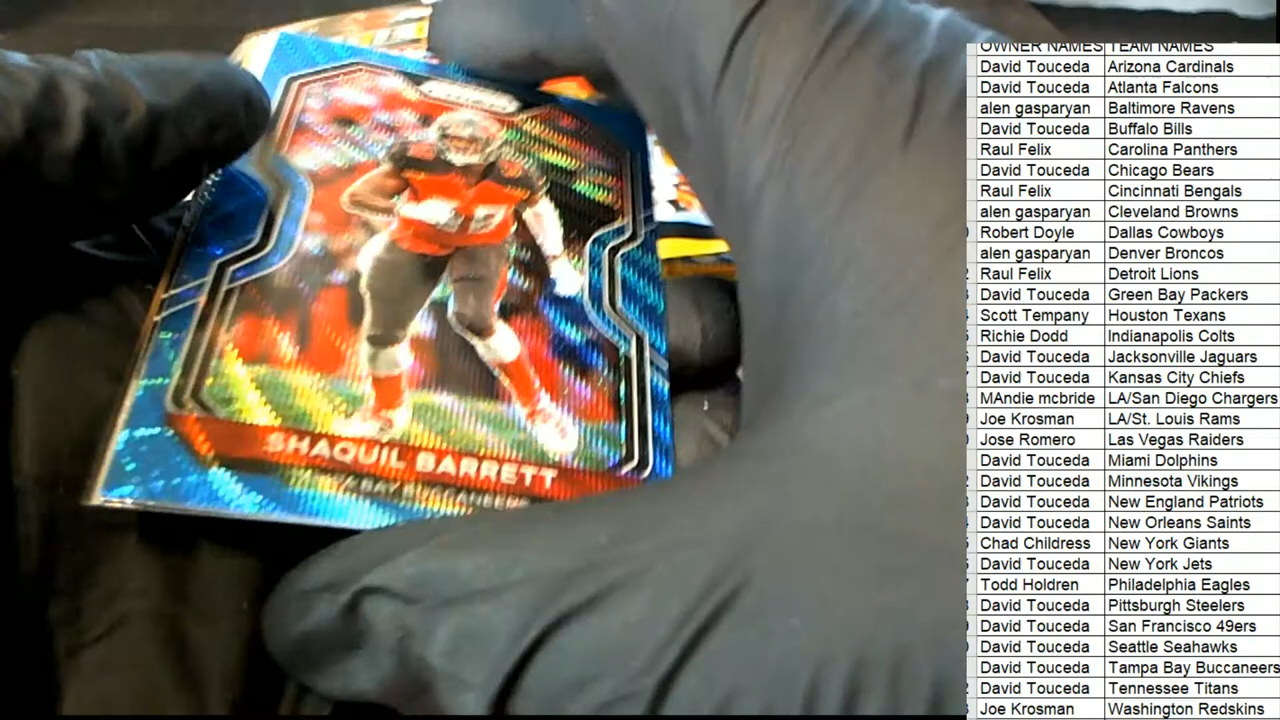 SHAQUIL BARRETT
OWNER NAMES TEAM NAMES
David Touceda Arizona Cardinals
David Touceda Atlanta Falcons
alen gasparyan Baltimore Ravens
David Touceda Buffalo Bills
Raul Felix Carolina Panthers
David Touceda Chicago Bears
Raul Felix Cincinnati Bengals
alen gasparyan Cleveland Browns
Robert Doyle Dallas Cowboys
alen gasparyan Denver Broncos
Raul Felix Detroit Lions
David Touceda Green Bay Packers
Scott Tempany Houston Texans
Richie Dodd Indianapolis Colts
David Touceda Jacksonville Jaguars
David Touceda Kansas City Chiefs
MAndie mcbride LA/San Diego Chargers
Joe Krosman LA/St. Louis Rams
Jose Romero Las Vegas Raiders
David Touceda Miami Dolphins
David Touceda Minnesota Vikings
David Touceda New England Patriots
David Touceda New Orleans Saints
Chad Childress New York Giants
David Touceda New York Jets
Todd Holdren Philadelphia Eagles
David Touceda Pittsburgh Steelers
David Touceda San Francisco 49ers
David Touceda Seattle Seahawks
David Touceda Tampa Bay Buccaneers
David Touceda Tennessee Titans
Joe Krosman Washington Redskins